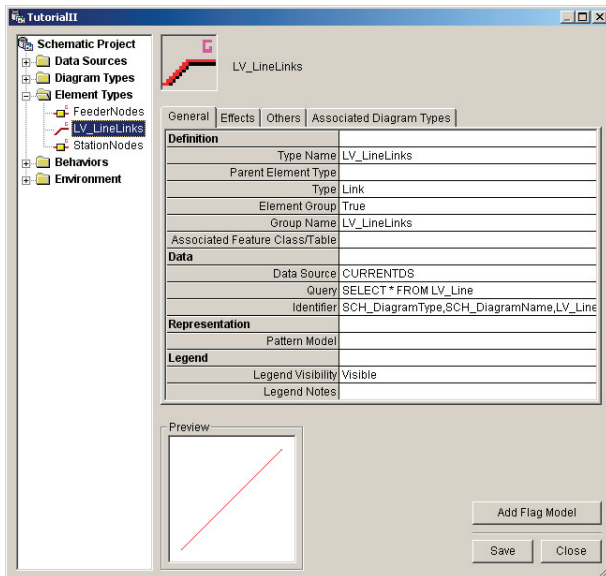 TutorialII
Schematic Project
Data Sources
Diagram Types
Element Types
FeederNodes
LV_LineLinks
StationNodes
Behaviors
Environment
G
LV_LineLinks
General Effects Others Associated Diagram Types
Definition
Type Name LV_LineLinks
Parent Element Type
Type Link
Element Group True
Group Name LV_LineLinks
Associated Feature Class/Table
Data
Data Source CURRENTDS
Query SELECT * FROM LV_Line
Identifier SCH_DiagramType,SCH_DiagramName,LV_Line
Representation
Pattern Model
Legend
Legend Visibility Visible
Legend Notes
Preview
Add Flag Model
Save Close